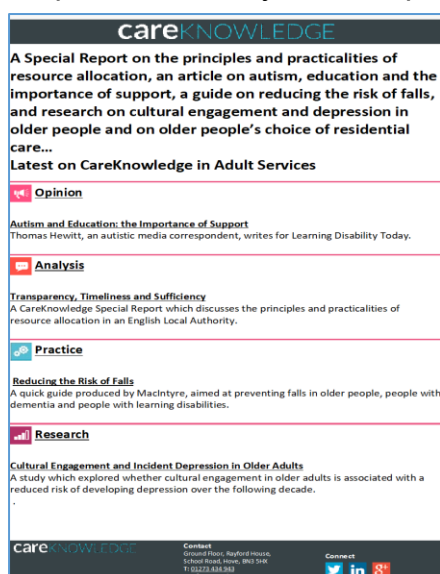 careKNOWLEDGE
A Special Report on the principles and practicalities of
resource allocation, an article on autism, education and the
importance of support, a guide on reducing the risk of falls,
and research on cultural engagement and depression in
older people and on older people's choice of residential
care...
Latest on CareKnowledge in Adult Services
Opinion
Autism and Education: the Importance of Support
Thomas Hewitt, an autistic media correspondent, writes for Learning Disability Today.
Analysis
Transparency, Timeliness and Sufficiency
A CareKnowledge Special Report which discusses the principles and practicalities of
resource allocation in an English Local Authority.
Practice
Reducing the Risk of Falls
A quick guide produced by MacIntyre, aimed at preventing falls in older people, people with
dementia and people with learning disabilities.
Research
Cultural Engagement and Incident Depression in Older Adults
A study which explored whether cultural engagement in older adults is associated with a
reduced risk of developing depression over the following decade.
.
careKNOWLEDGE
Contact
Ground Floor, Rayford House,
School Road, Hove, BN3 5HX
T: 01273 434 943
Connect
in
g+